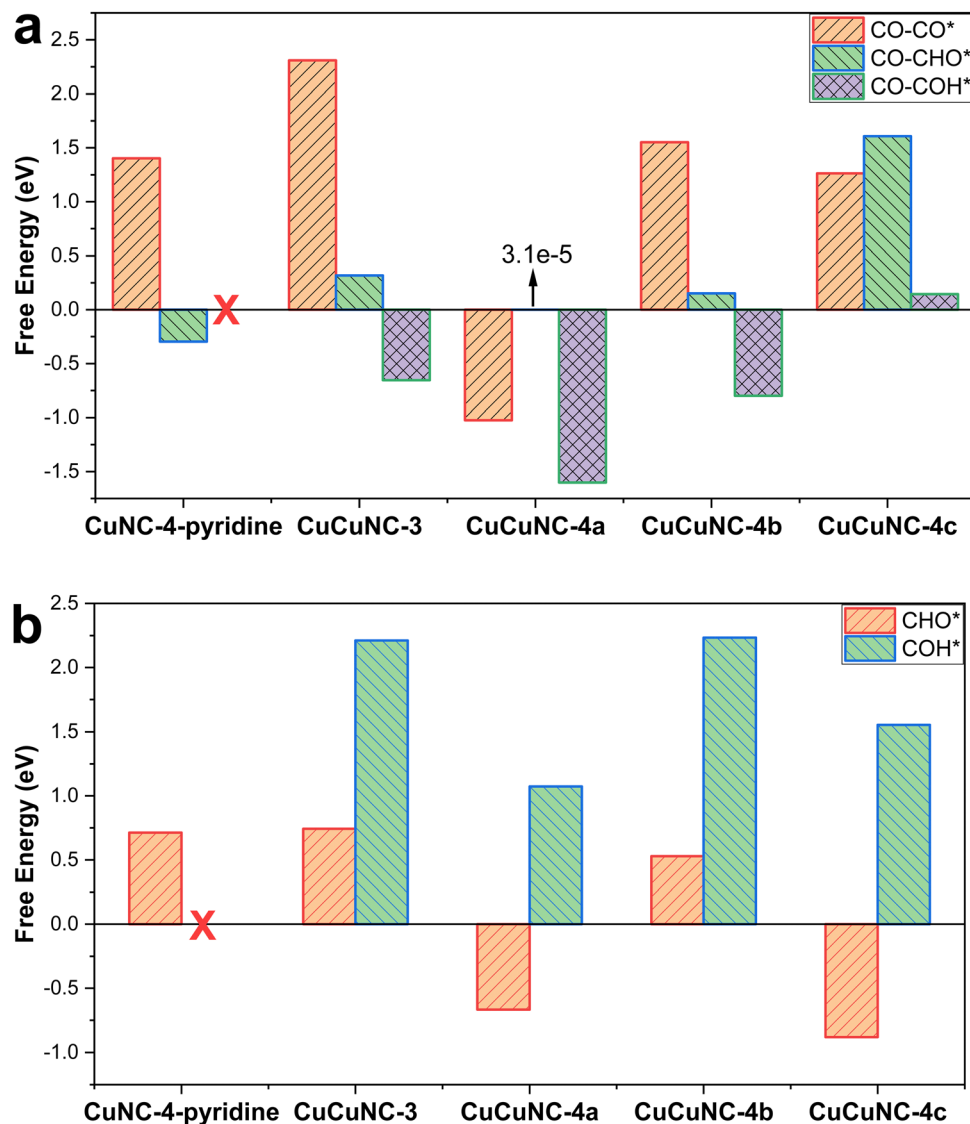 a
CO-CO*
CO-CHO*
CO-COH*
Free Energy (eV)
2.5
2.0
1.5
1.0
0.5
0.0
-0.5
-1.0
-1.5
3.1e-5
X
CuNC-4-pyridine CuCuNC-3 CuCuNC-4a CuCuNC-4b CuCuNC-4c
b
CHO*
COH*
Free Energy (eV)
2.5
2.0
1.5
1.0
0.5
0.0
-0.5
-1.0
X
CuNC-4-pyridine CuCuNC-3 CuCuNC-4a CuCuNC-4b CuCuNC-4c